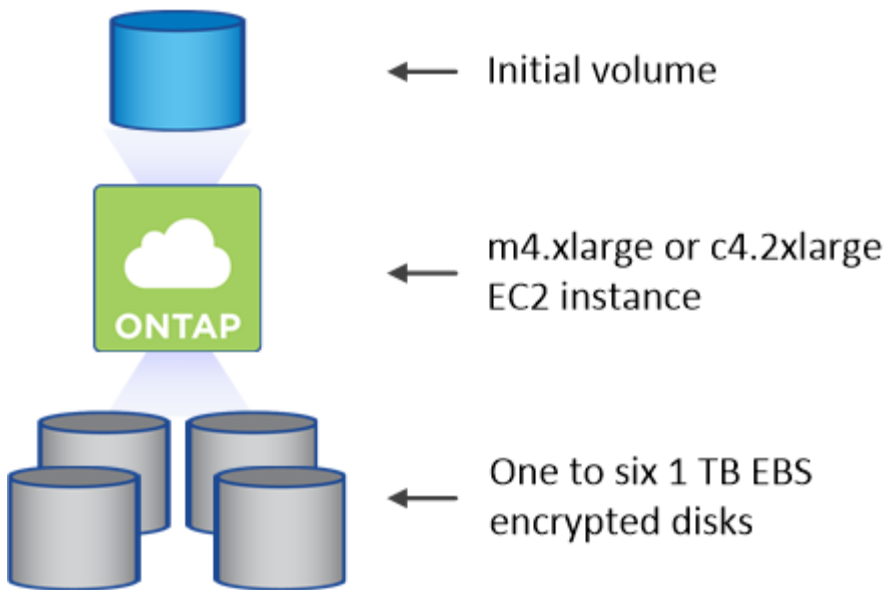 Initial volume
m4.xlarge or c4.2xlarge
EC2 instance
ONTAP
One to six 1 TB EBS
encrypted disks